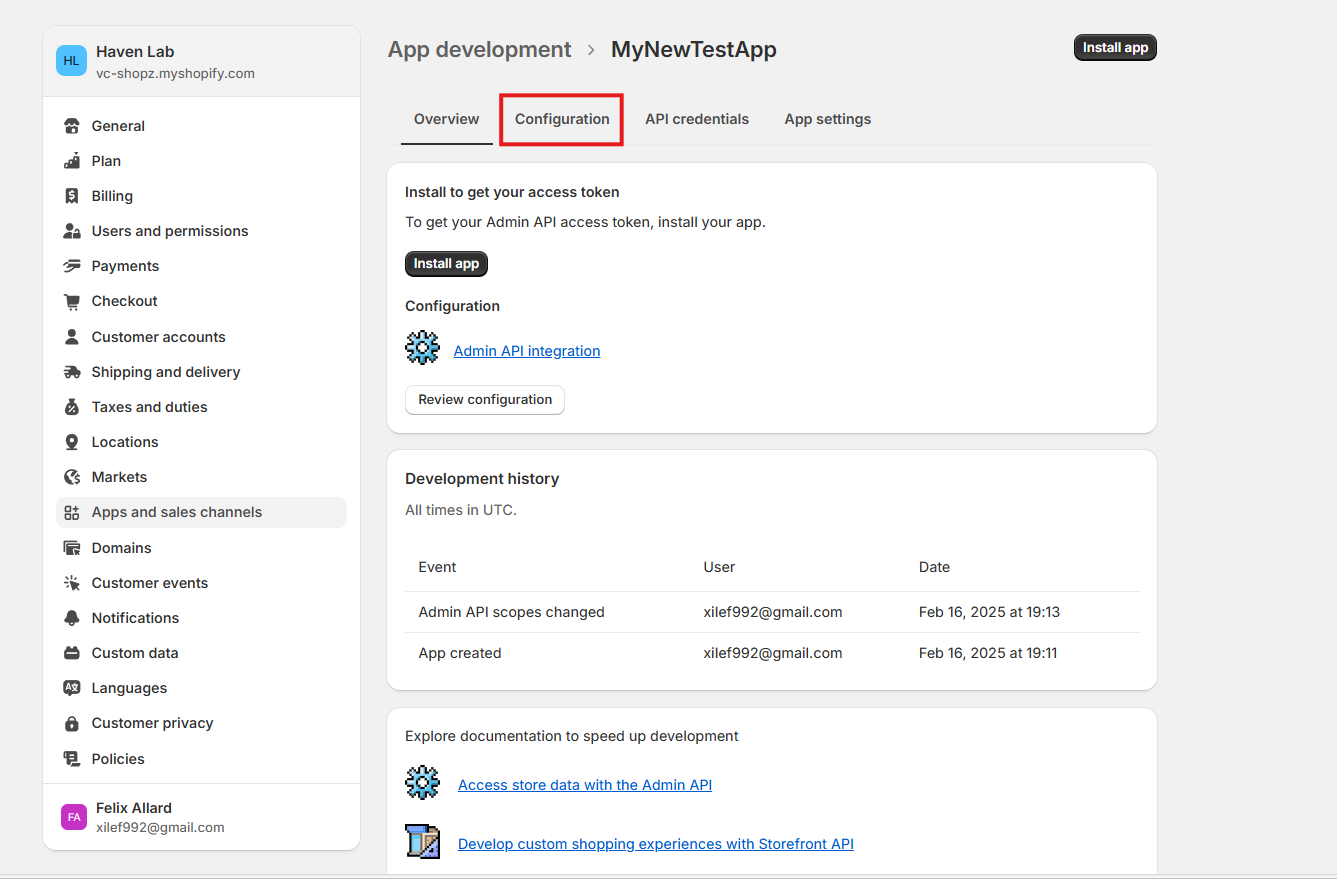 HL
Haven Lab
vc-shopz.myshopify.com
General
Plan
Billing
Users and permissions
Payments
Checkout
Customer accounts
Shipping and delivery
Taxes and duties
Locations
Markets
Apps and sales channels
Domains
Customer events
Notifications
Custom data
Languages
Customer privacy
Policies
FA
Felix Allard
xilef992@gmail.com
App development › MyNewTestApp
Install app
Overview Configuration API credentials App settings
Install to get your access token
To get your Admin API access token, install your app.
Install app
Configuration
Admin API integration
Review configuration
Development history
All times in UTC.
Event User Date
Admin API scopes changed xilef992@gmail.com Feb 16, 2025 at 19:13
App created xilef992@gmail.com Feb 16, 2025 at 19:11
Explore documentation to speed up development
Access store data with the Admin API
Develop custom shopping experiences with Storefront API